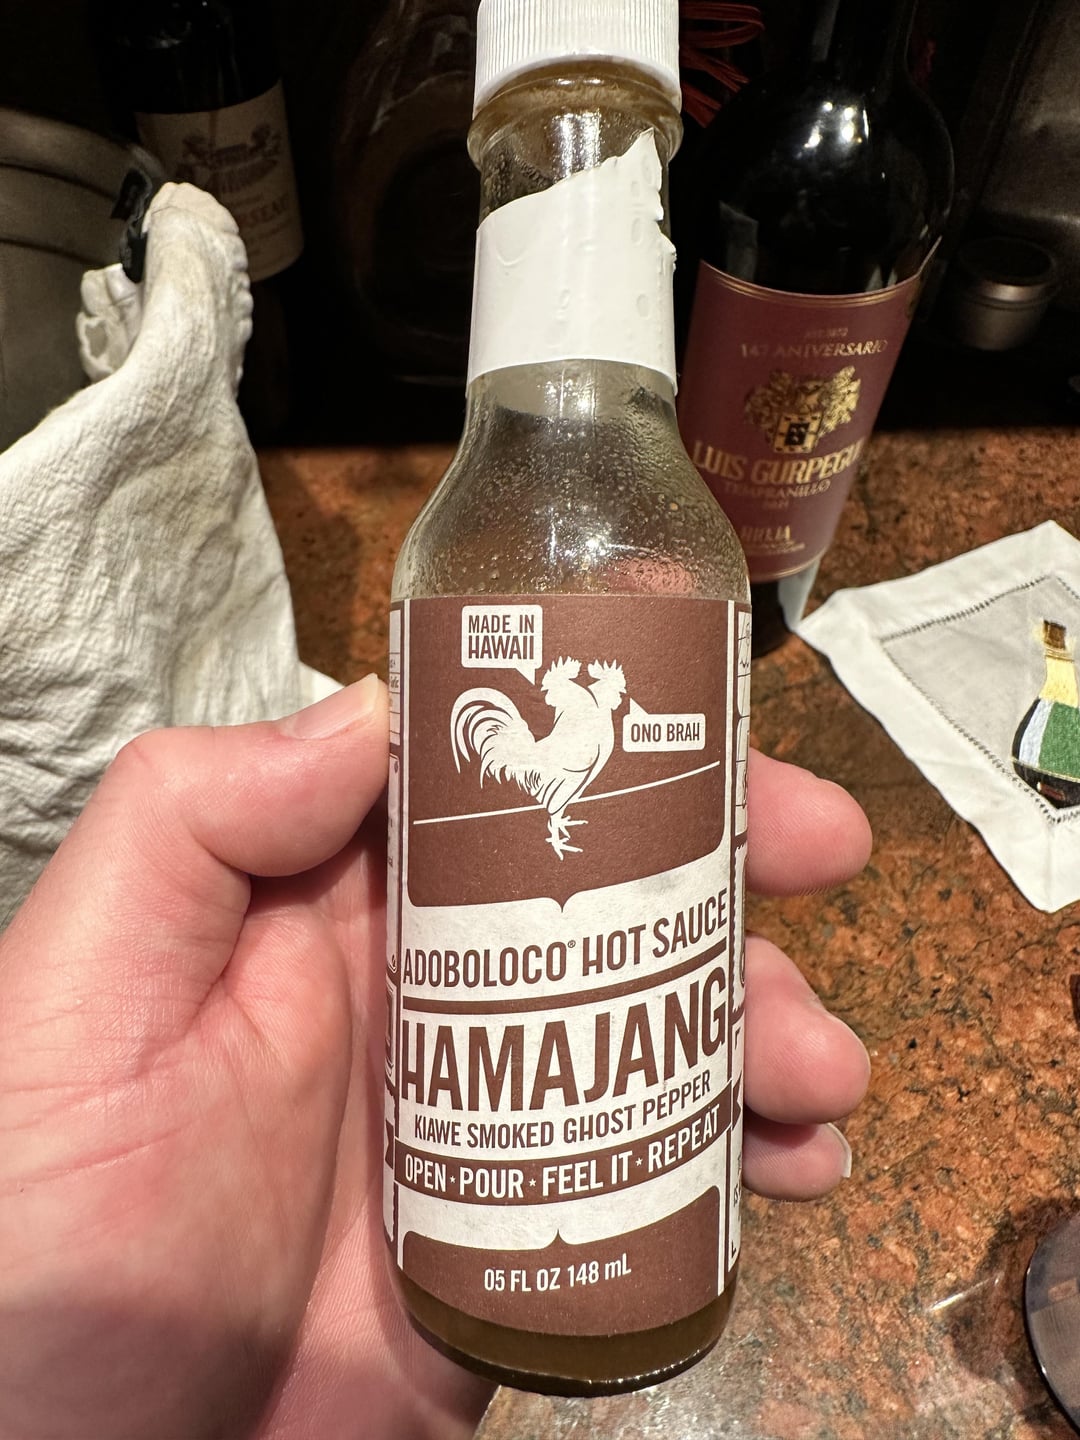 MADE IN
HAWAII
ONO BRAH
ADOBOLOCO® HOT SAUCE
HAMAJANG
KIAWE SMOKED GHOST PEPPER
OPEN ⋆ POUR ⋆ FEEL IT ⋆ REPEAT
05 FL OZ 148 mL
147 ANIVERSARIO
LUIS GURPEGUI
TEMPRANILLO
RIOJA